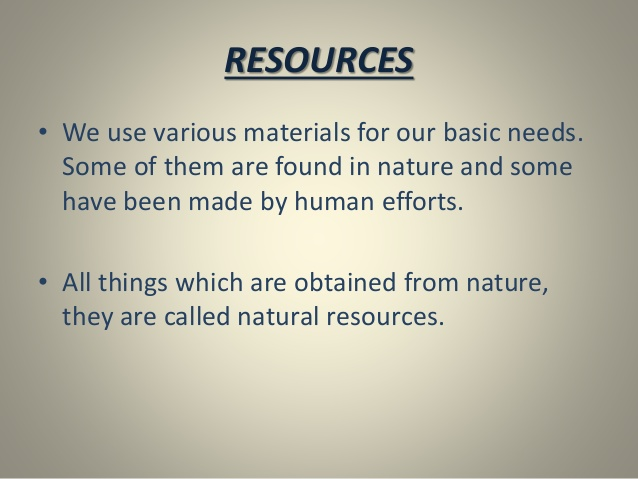 RESOURCES
• We use various materials for our basic needs.
Some of them are found in nature and some
have been made by human efforts.
• All things which are obtained from nature,
they are called natural resources.